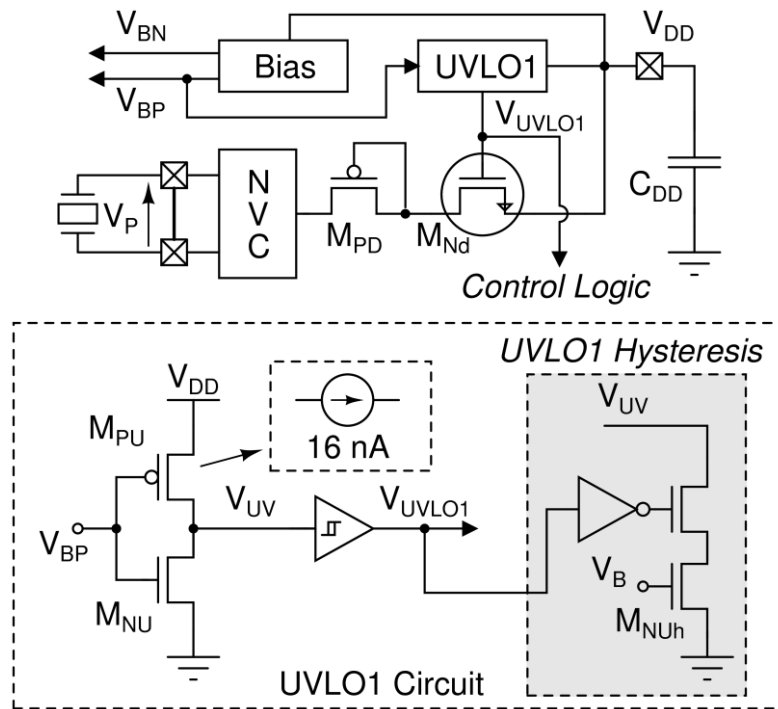 V_BN
V_BP
Bias
UVLO1
V_DD
V_UVLO1
C_DD
V_P
N
V
C
M_PD
M_Nd
Control Logic
UVLO1 Hysteresis
V_DD
M_PU
16 nA
V_UV
V_UV
V_UVLO1
V_BP
V_B
M_NU
M_NUh
UVLO1 Circuit